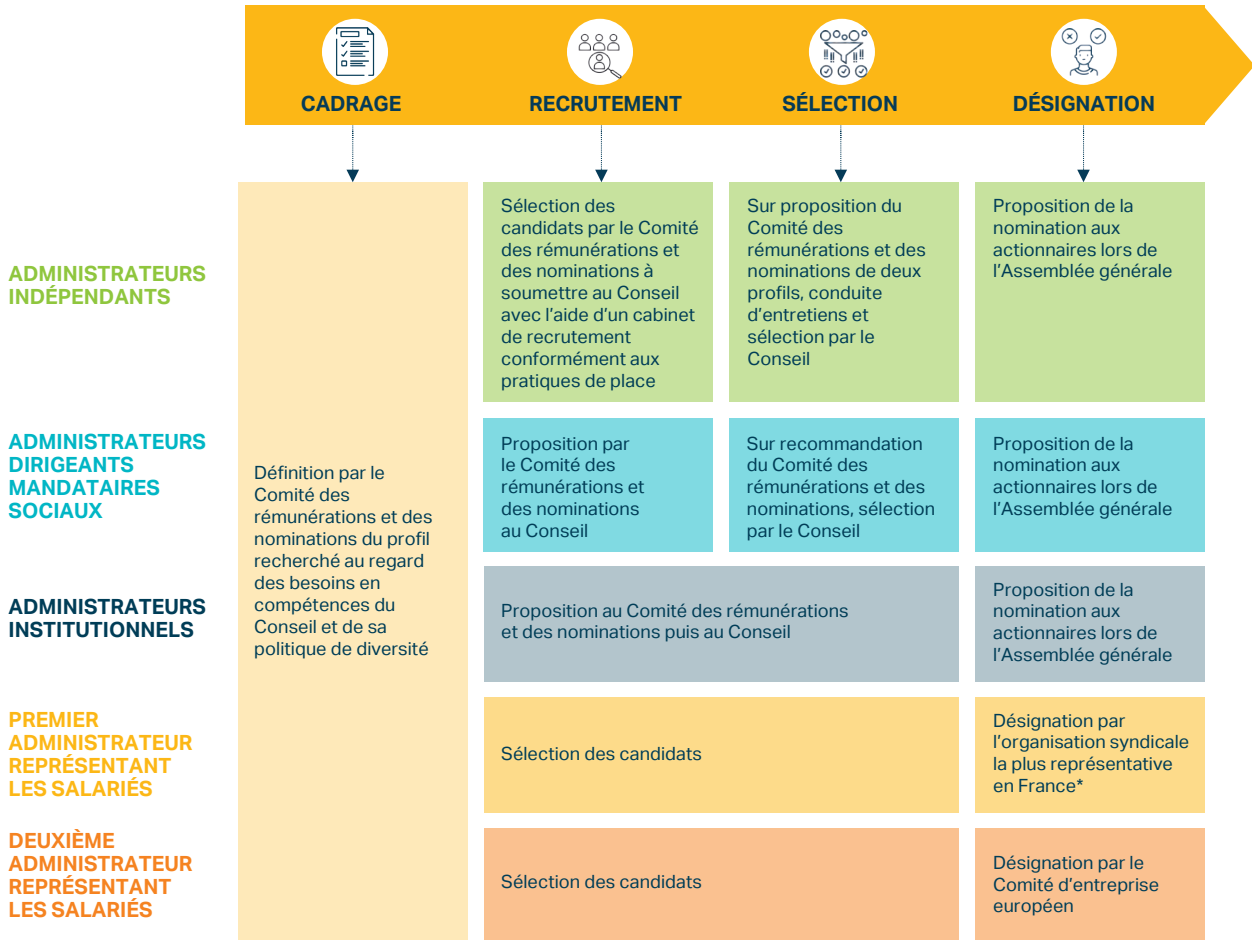 CADRAGE
RECRUTEMENT
SÉLECTION
DÉSIGNATION
ADMINISTRATEURS
INDÉPENDANTS
Sélection des
candidats par le Comité
des rémunérations et
des nominations à
soumettre au Conseil
avec l'aide d'un cabinet
de recrutement
conformément aux
pratiques de place
Sur proposition du
Comité des
rémunérations et des
nominations de deux
profils, conduite
d'entretiens et
sélection par le
Conseil
Proposition de la
nomination aux
actionnaires lors de
l'Assemblée générale
ADMINISTRATEURS
DIRIGEANTS
MANDATAIRES
SOCIAUX
Définition par le
Comité des
rémunérations et des
nominations du profil
recherché au regard
des besoins en
compétences du
Conseil et de sa
politique de diversité
Proposition par
le Comité des
rémunérations et
des nominations
au Conseil
Sur recommandation
du Comité des
rémunérations et des
nominations, sélection
par le Conseil
Proposition de la
nomination aux
actionnaires lors de
l'Assemblée générale
ADMINISTRATEURS
INSTITUTIONNELS
Proposition au Comité des rémunérations
et des nominations puis au Conseil
Proposition de la
nomination aux
actionnaires lors de
l'Assemblée générale
PREMIER
ADMINISTRATEUR
REPRÉSENTANT
LES SALARIÉS
Sélection des candidats
Désignation par
l'organisation syndicale
la plus représentative
en France*
DEUXIÈME
ADMINISTRATEUR
REPRÉSENTANT
LES SALARIÉS
Sélection des candidats
Désignation par le
Comité d'entreprise
européen